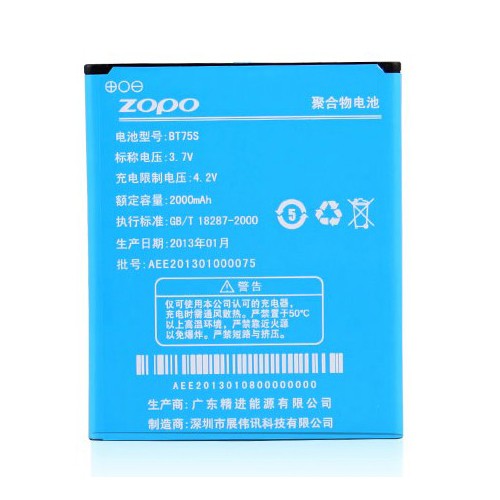 ZOPO
聚合物电池
电池型号:BT75S
标称电压:3.7V
充电限制电压:4.2V
额定容量:2000mAh
执行标准:GB/T 18287-2000
生产日期:2013年01月
批号:AEE201301000075
5
警告
仅可使用本公司认可的充电器,
充电时需通风散热,严禁置于50℃
以上高温环境,严禁靠近火源
以免爆炸。严禁短路与挤压。
AEE2013010800000000
生产商:广东精进能源有限公司
制造商:深圳市展伟讯科技有限公司